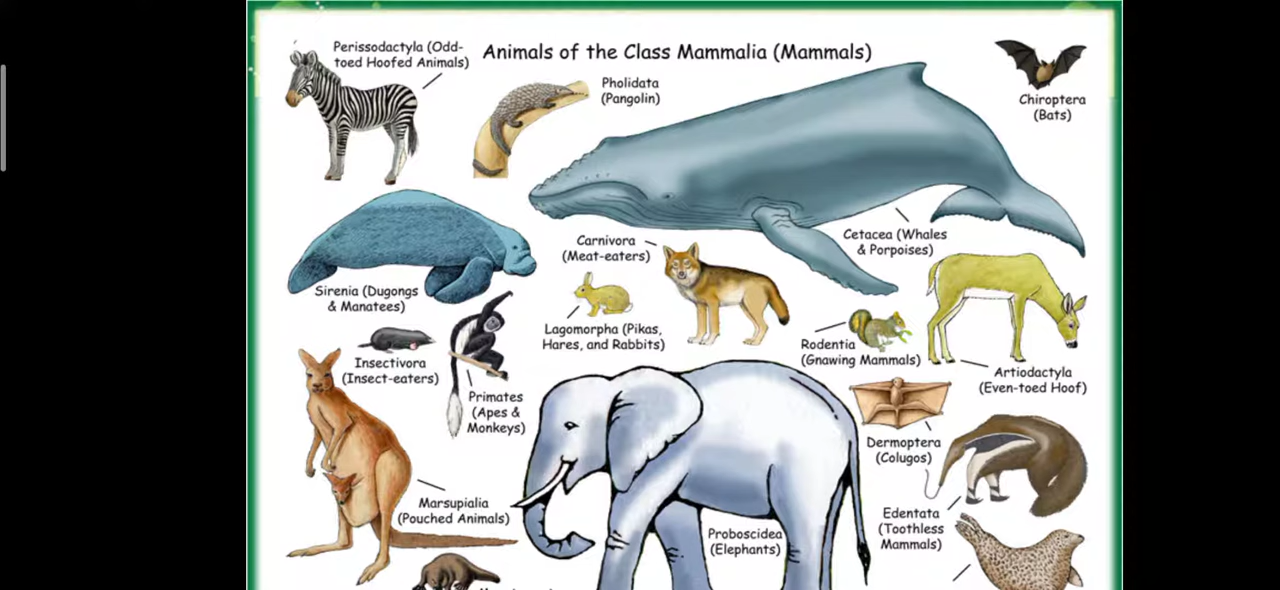 Animals of the Class Mammalia (Mammals)
Perissodactyla (Odd-
toed Hoofed Animals)
Pholidata
(Pangolin)
Chiroptera
(Bats)
Cetacea (Whales
& Porpoises)
Carnivora
(Meat-eaters)
Sirenia (Dugongs
& Manatees)
Lagomorpha (Pikas,
Hares, and Rabbits)
Rodentia
(Gnawing Mammals)
Artiodactyla
(Even-toed Hoof)
Insectivora
(Insect-eaters)
Primates
(Apes &
Monkeys)
Dermoptera
(Colugos)
Marsupialia
(Pouched Animals)
Proboscidea
(Elephants)
Edentata
(Toothless
Mammals)